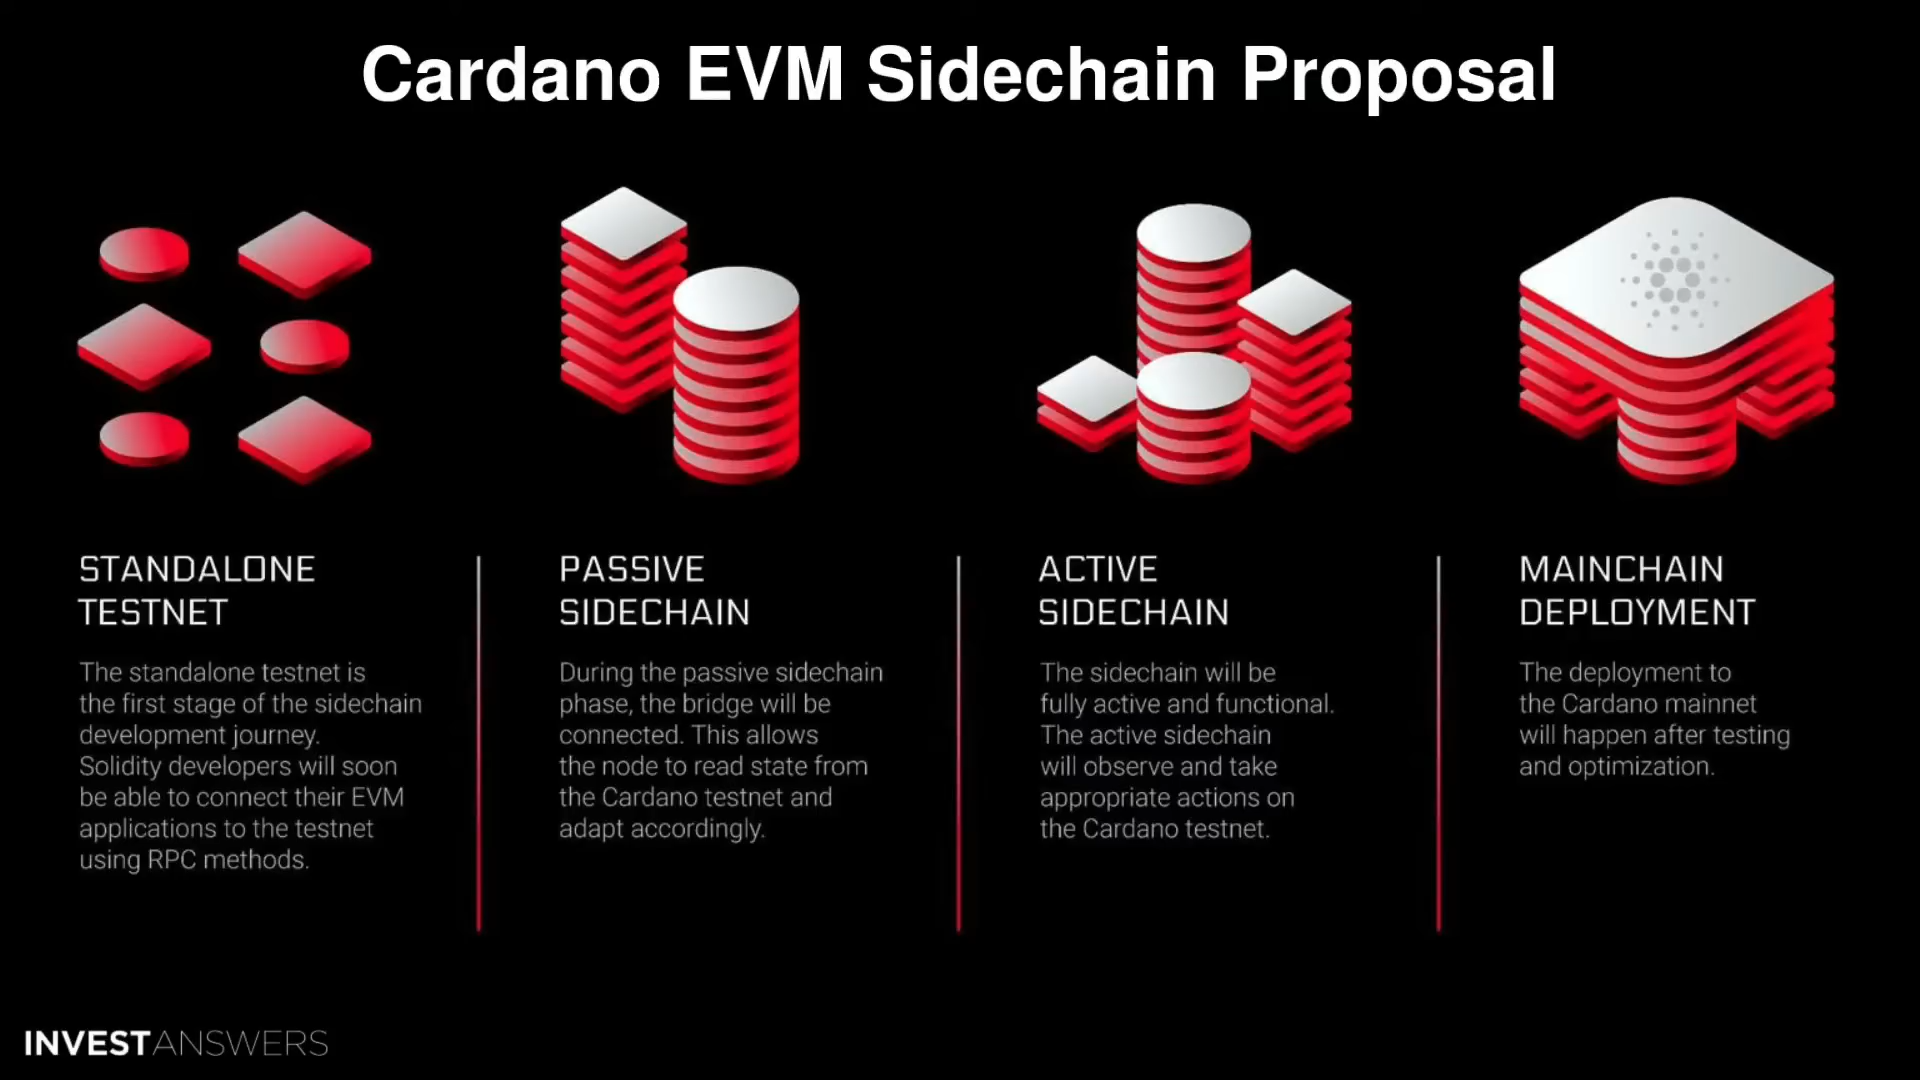 Cardano EVM Sidechain Proposal
STANDALONE
TESTNET
The standalone testnet is
the first stage of the sidechain
development journey.
Solidity developers will soon
be able to connect their EVM
applications to the testnet
using RPC methods.
PASSIVE
SIDECHAIN
During the passive sidechain
phase, the bridge will be
connected. This allows
the node to read state from
the Cardano testnet and
adapt accordingly.
ACTIVE
SIDECHAIN
The sidechain will be
fully active and functional.
The active sidechain
will observe and take
appropriate actions on
the Cardano testnet.
MAINCHAIN
DEPLOYMENT
The deployment to
the Cardano mainnet
will happen after testing
and optimization.
INVESTANSWERS